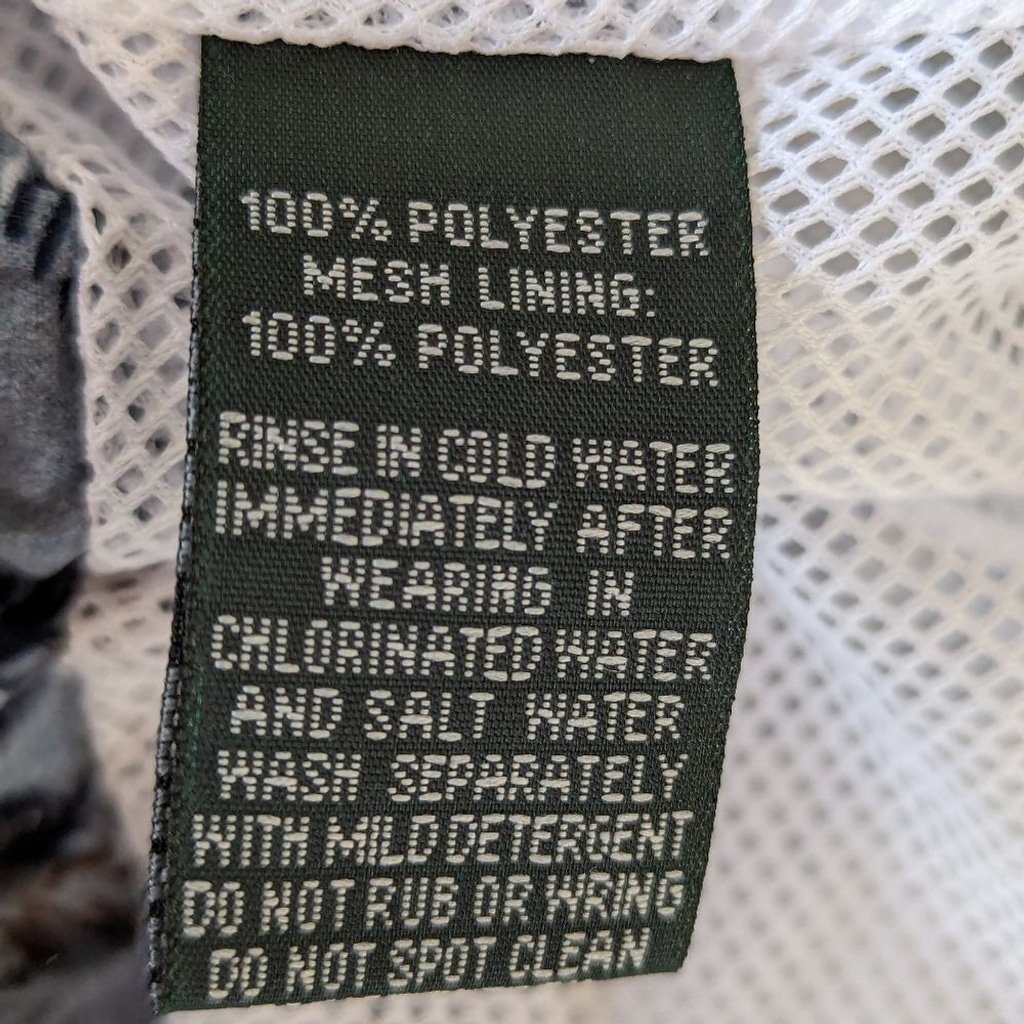 100% POLYESTER
MESH LINING:
100% POLYESTER
RINSE IN COLD WATER
IMMEDIATELY AFTER
WEARING IN
CHLORINATED WATER
AND SALT WATER
WASH SEPARATELY
WITH MILD DETERGENT
DO NOT RUB OR WRING
DO NOT SPOT CLEAN